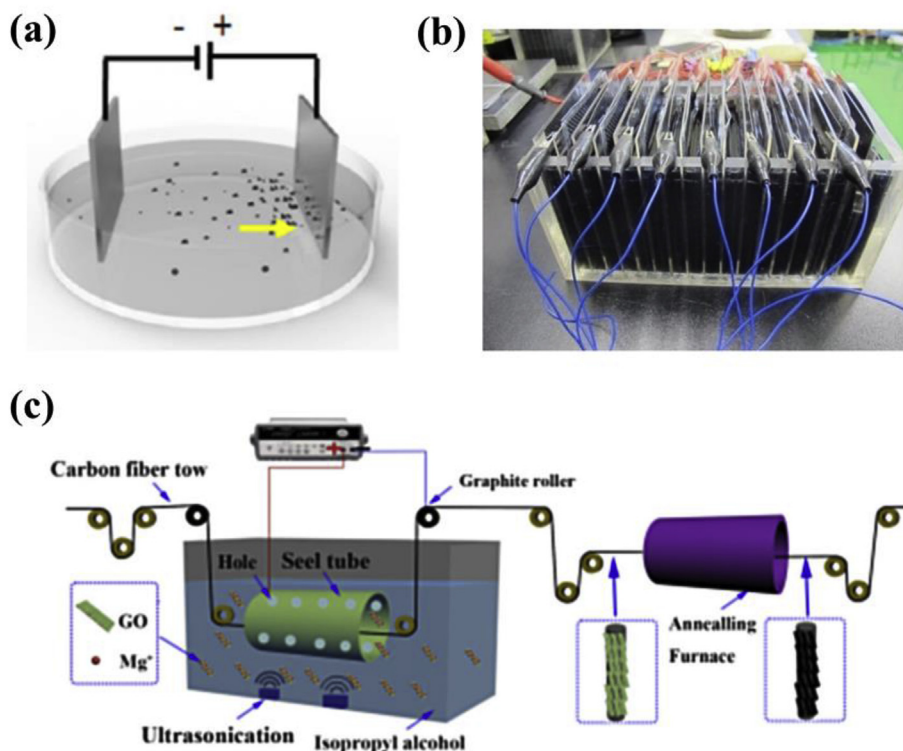 (a)
- +
(b)
(c)
Carbon fiber tow
Graphite roller
Hole
Seel tube
GO
Mg⁺
Ultrasonication
Isopropyl alcohol
Annealling
Furnace